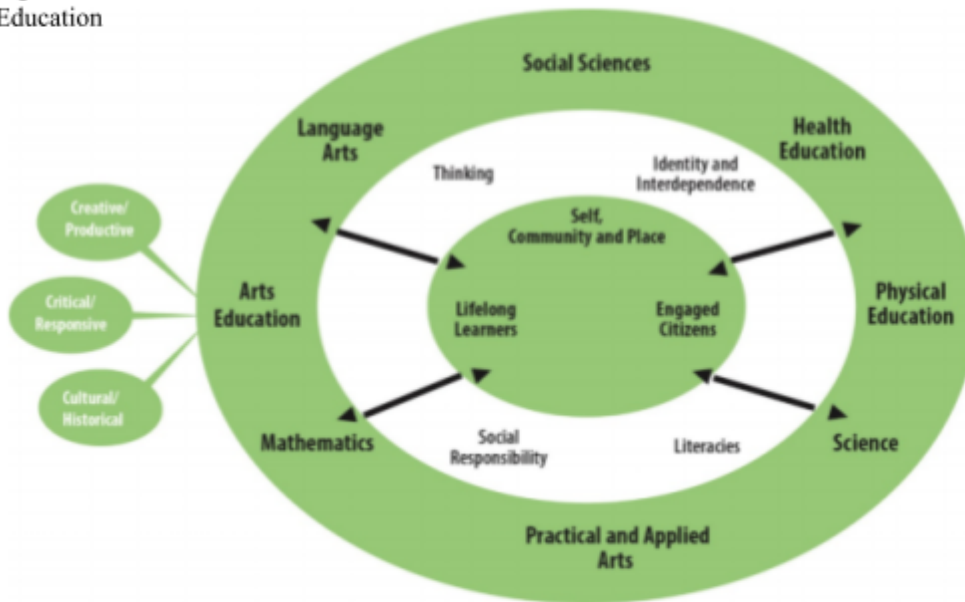 Education
Social Sciences
Language
Arts
Health
Education
Thinking
Identity and
Interdependence
Creative/
Productive
Self,
Community and Place
Arts
Education
Critical/
Responsive
Lifelong
Learners
Engaged
Citizens
Physical
Education
Cultural/
Historical
Mathematics
Social
Responsibility
Literacies
Science
Practical and Applied
Arts